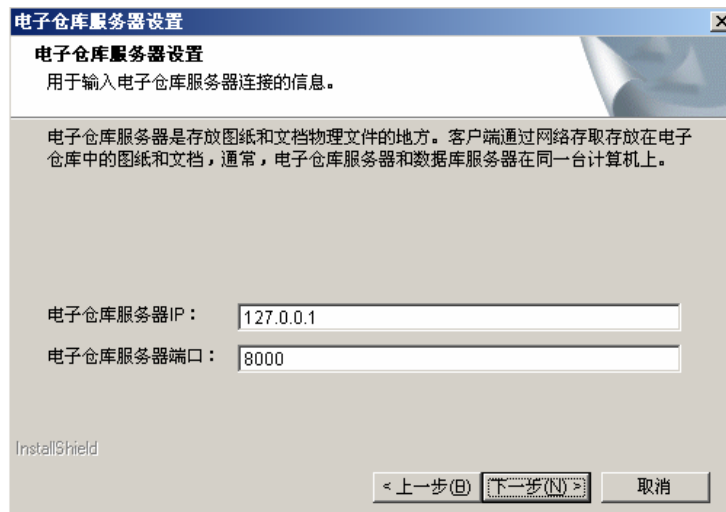 电子仓库服务器设置
电子仓库服务器设置
用于输入电子仓库服务器连接的信息。
电子仓库服务器是存放图纸和文档物理文件的地方。客户端通过网络存取存放在电子
仓库中的图纸和文档，通常，电子仓库服务器和数据库服务器在同一台计算机上。
电子仓库服务器IP：
127.0.0.1
电子仓库服务器端口：
8000
InstallShield
<上一步(B) 下一步(N)> 取消